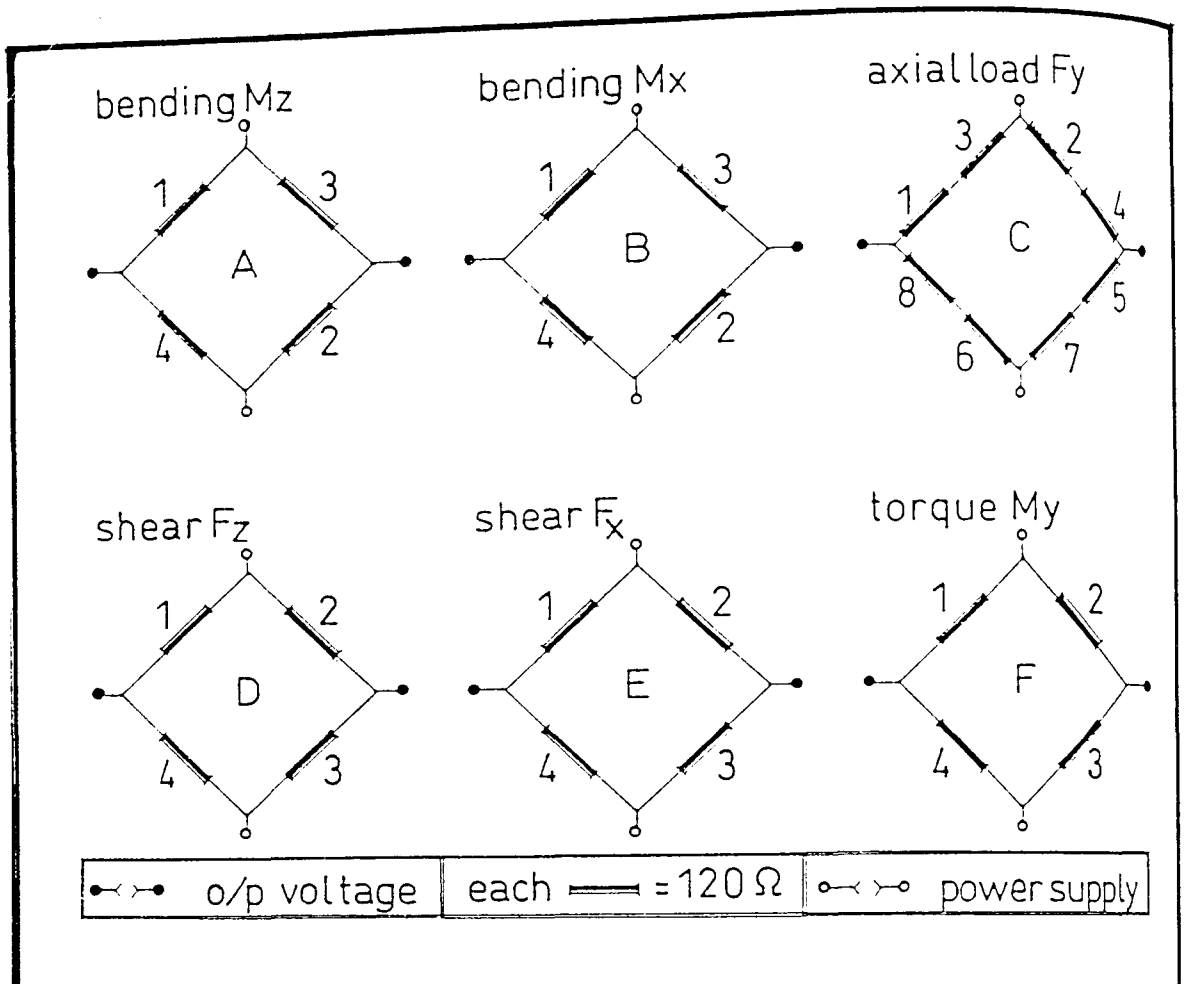 bending Mz
1
3
A
4
2
bending Mx
1
3
B
4
2
axial load Fy
3
2
1
4
C
8
5
6
7
shear Fz
1
2
D
4
3
shear Fx
1
2
E
4
3
torque My
1
2
F
4
3
o/p voltage
each = 120 Ω
power supply